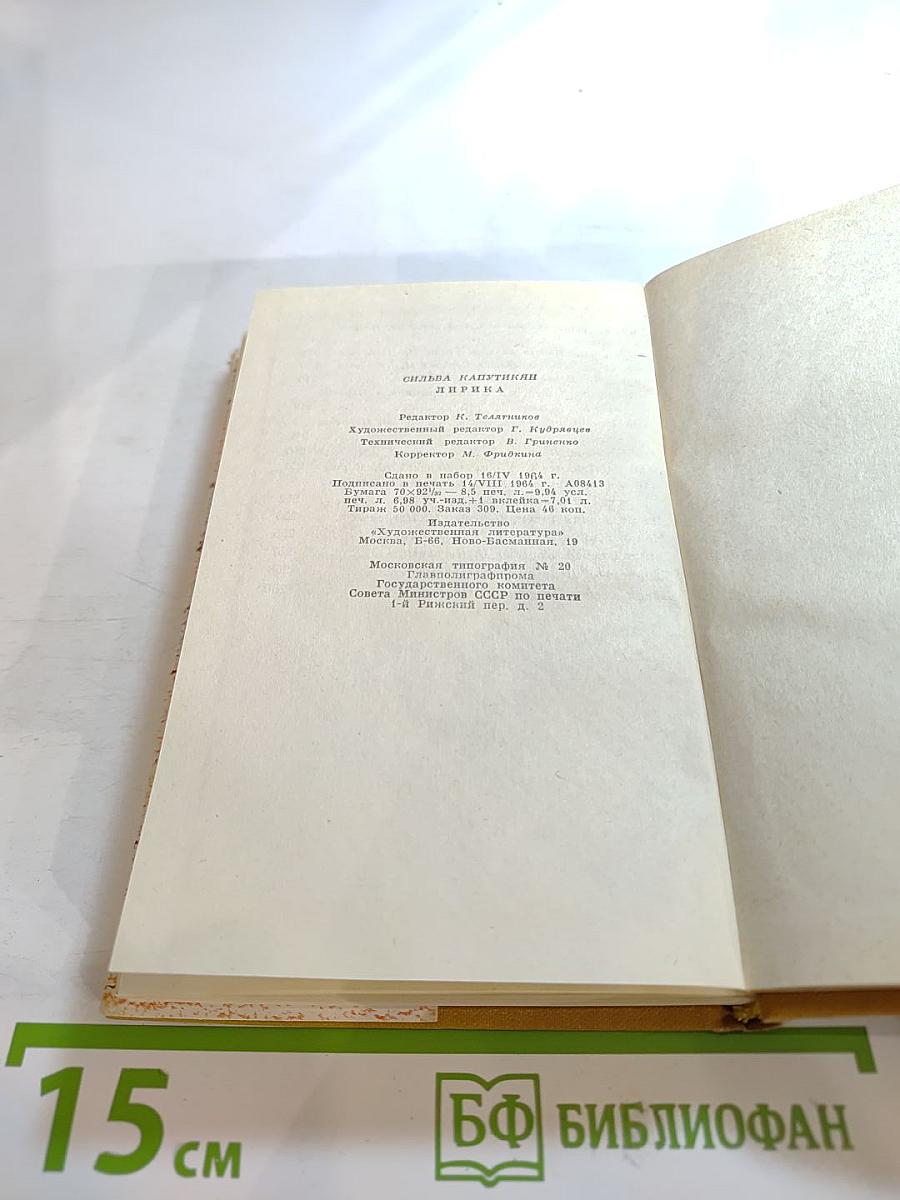 СИЛЬВА КАПУТИКЯН
ЛИРИКА
Редактор К. Телятников
Художественный редактор Г. Кудрявцев
Технический редактор В. Гриненко
Корректор М. Фридкина
Сдано в набор 16/IV 1964 г.
Подписано в печать 14/VIII 1964 г. А08413
Бумага 70×92¹/₃₂ — 8,5 печ. л.=9,94 усл.
печ. л. 6,98 уч.-изд.+1 вклейка=7,01 л.
Тираж 50 000. Заказ 309. Цена 46 коп.
Издательство
«Художественная литература»
Москва, Б-66, Ново-Басманная, 19
Московская типография № 20
Главполиграфпрома
Государственного комитета
Совета Министров СССР по печати
1-й Рижский пер. д. 2
15 см
БФ БИБЛИОФАН